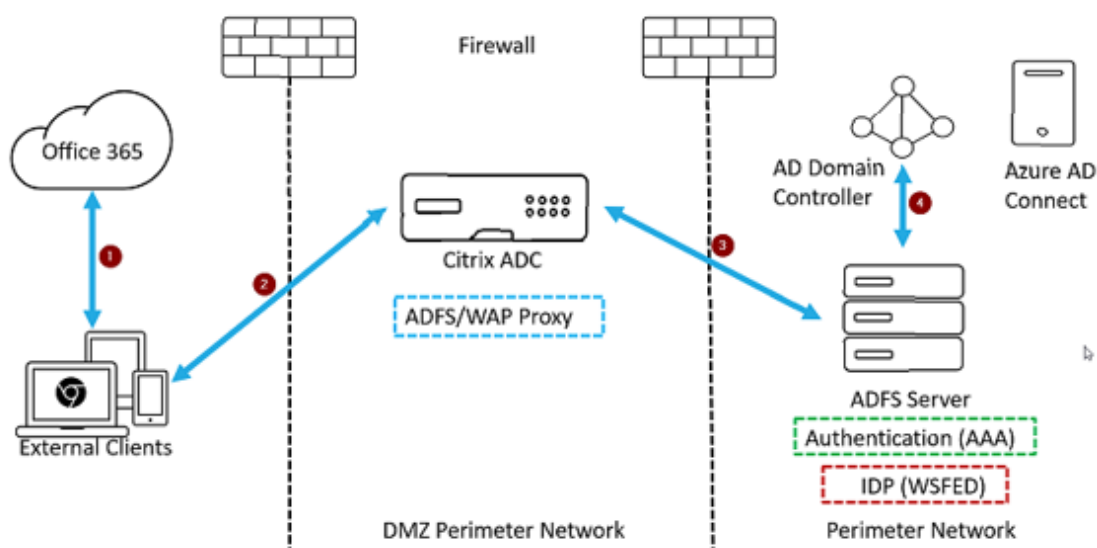 Firewall
Office 365
AD Domain
Controller
Azure AD
Connect
1
2
3
4
Citrix ADC
ADFS/WAP Proxy
External Clients
ADFS Server
Authentication (AAA)
IDP (WSFED)
DMZ Perimeter Network
Perimeter Network